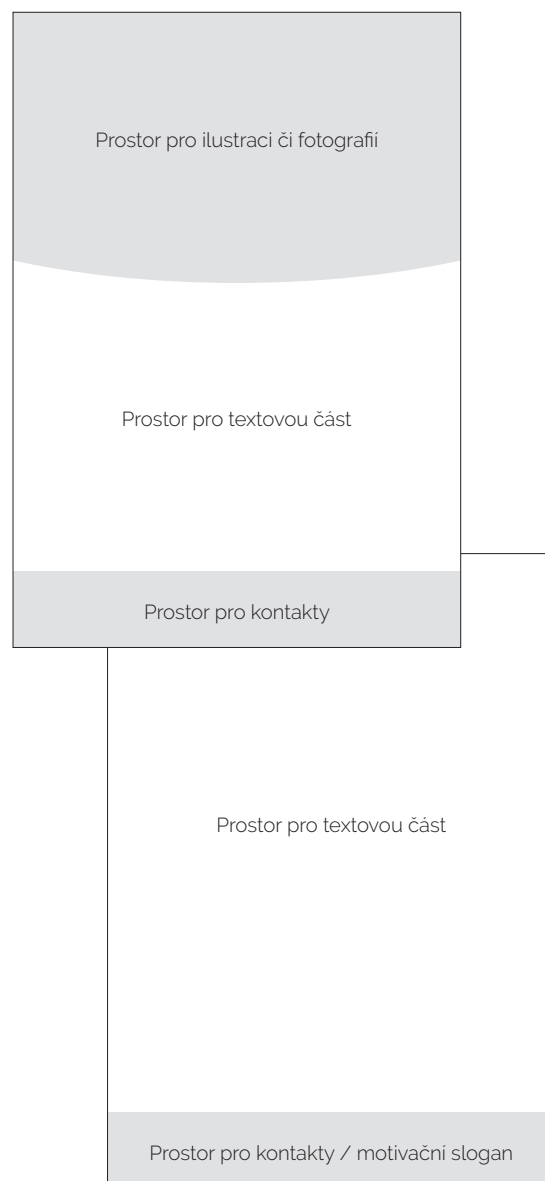 Prostor pro ilustraci či fotografií
Prostor pro textovou část
Prostor pro kontakty
Prostor pro textovou část
Prostor pro kontakty / motivační slogan